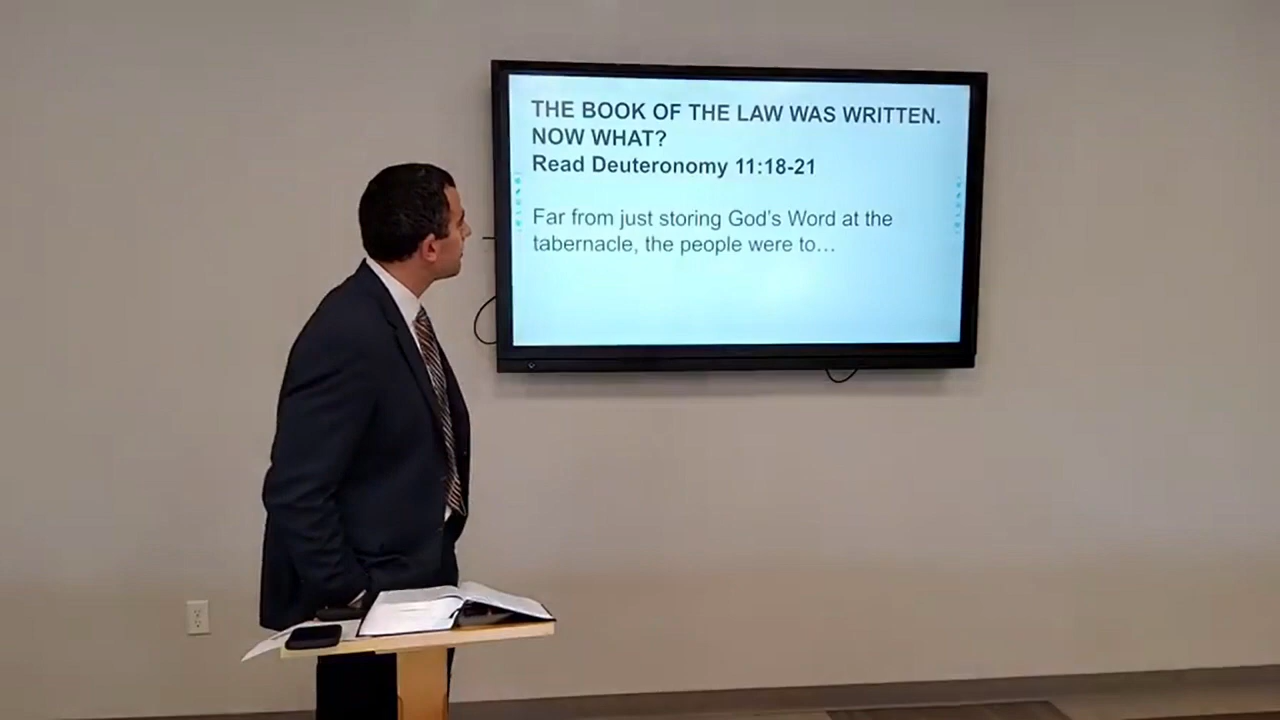 THE BOOK OF THE LAW WAS WRITTEN.
NOW WHAT?
Read Deuteronomy 11:18-21
Far from just storing God's Word at the
tabernacle, the people were to...